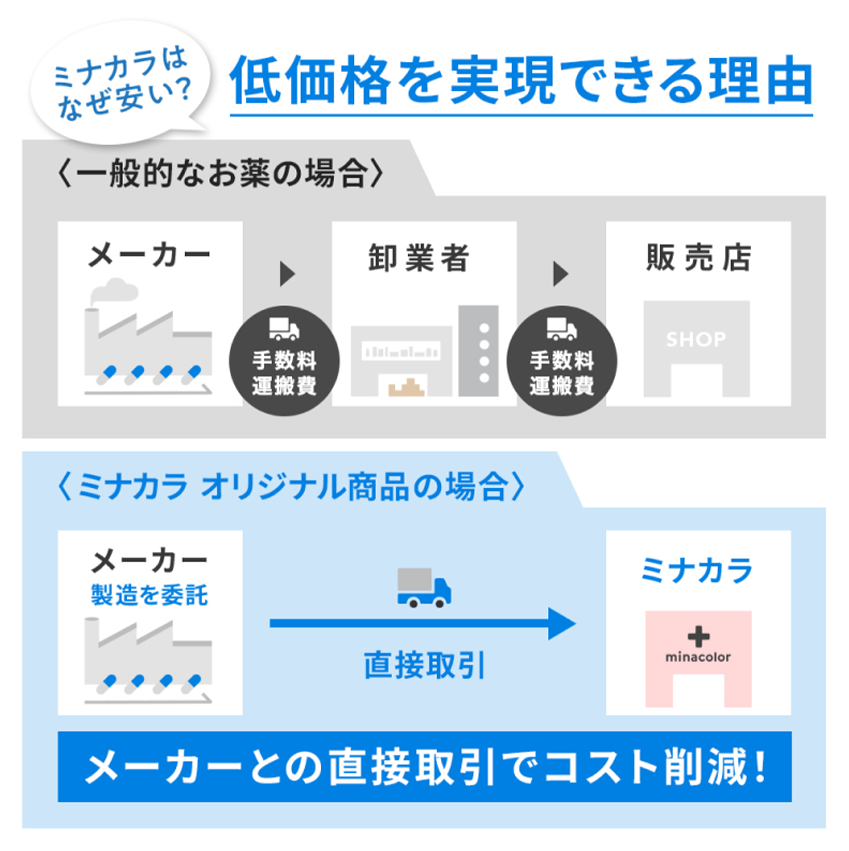 ミナカラは
なぜ安い?
低価格を実現できる理由
〈一般的なお薬の場合〉
メーカー
卸業者
販売店
手数料
運搬費
手数料
運搬費
SHOP
〈ミナカラ オリジナル商品の場合〉
メーカー
製造を委託
直接取引
ミナカラ
minacolor
メーカーとの直接取引でコスト削減!